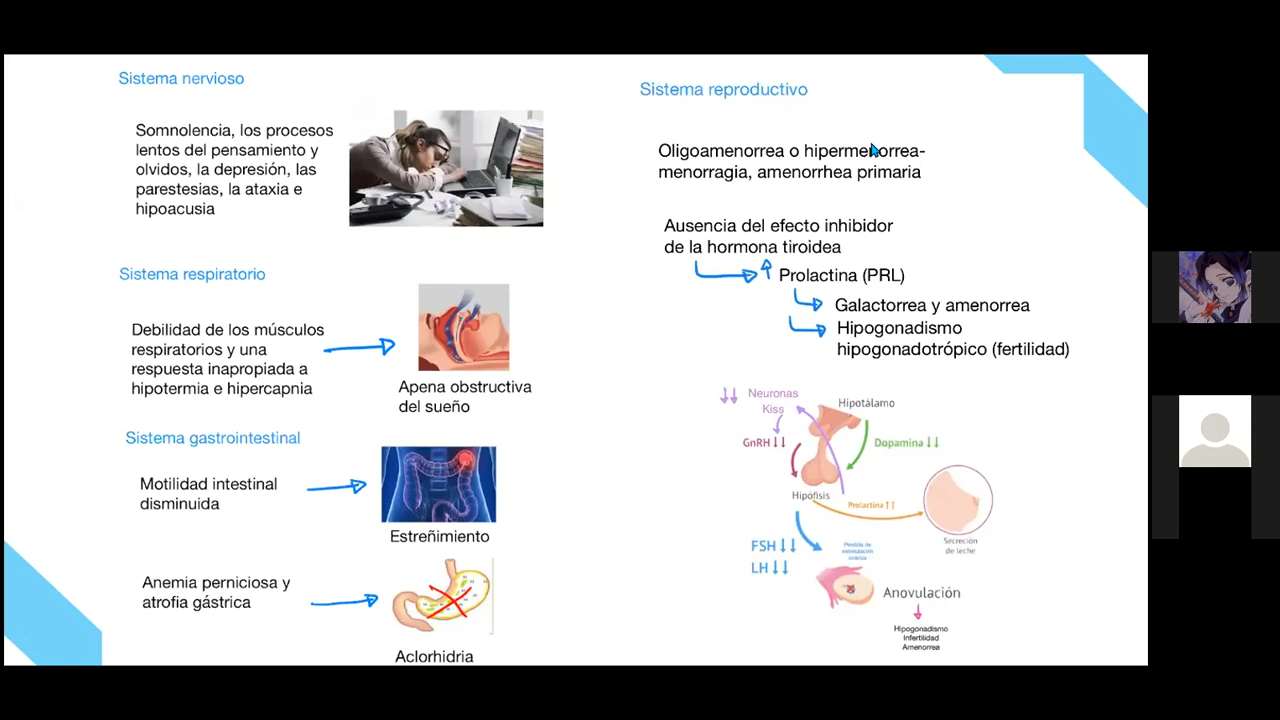 Sistema nervioso
Somnolencia, los procesos
lentos del pensamiento y
olvidos, la depresión, las
parestesias, la ataxia e
hipoacusia
Sistema respiratorio
Debilidad de los músculos
respiratorios y una
respuesta inapropiada a
hipotermia e hipercapnia
Apena obstructiva
del sueño
Sistema gastrointestinal
Motilidad intestinal
disminuida
Estreñimiento
Anemia perniciosa y
atrofia gástrica
Aclorhidria
Sistema reproductivo
Oligoamenorrea o hipermenorrea-
menorragia, amenorrhea primaria
Ausencia del efecto inhibidor
de la hormona tiroidea
Prolactina (PRL)
Galactorrea y amenorrea
Hipogonadismo
hipogonadotrópico (fertilidad)
Neuronas
Kiss
Hipotálamo
GnRH
Dopamina
Hipófisis
Prolactina
Secreción
de leche
FSH
LH
Pérdida de
estimulación
ovárica
Anovulación
Hipogonadismo
Infertilidad
Amenorrea